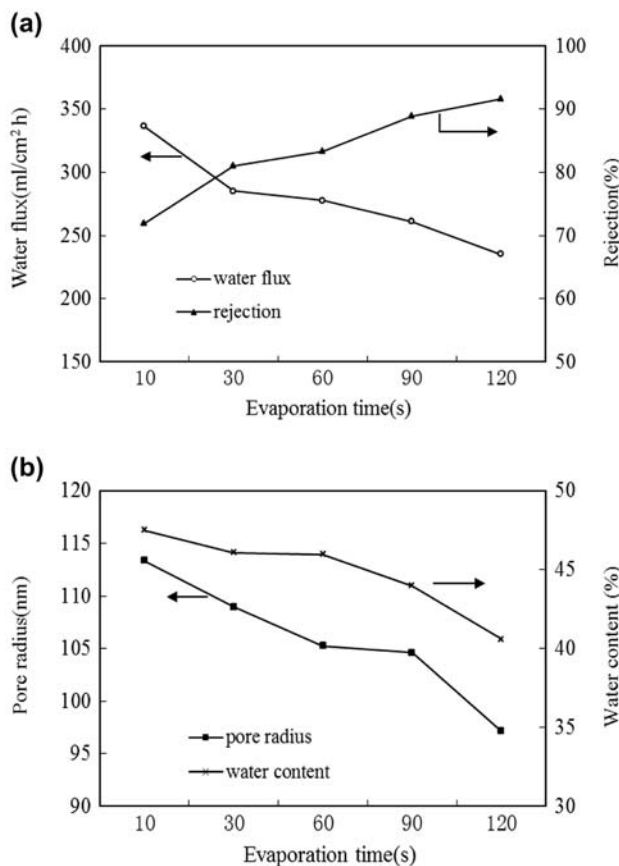 (a)
400
350
300
250
200
150
Water flux(ml/cm² h)
100
90
80
70
60
50
Rejection(%)
water flux
rejection
10 30 60 90 120
Evaporation time(s)
(b)
120
115
110
105
100
95
90
Pore radius(nm)
50
45
40
35
30
Water content (%)
pore radius
water content
10 30 60 90 120
Evaporation time(s)